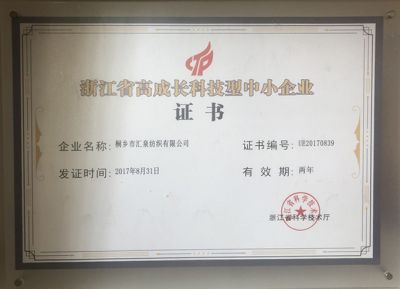 浙江省高成长科技型中小企业
证书
企业名称: 桐乡市汇泉纺织有限公司 证书编号: UE20170839
发证时间: 2017年8月31日 有效期: 两年
浙江省科学技术厅